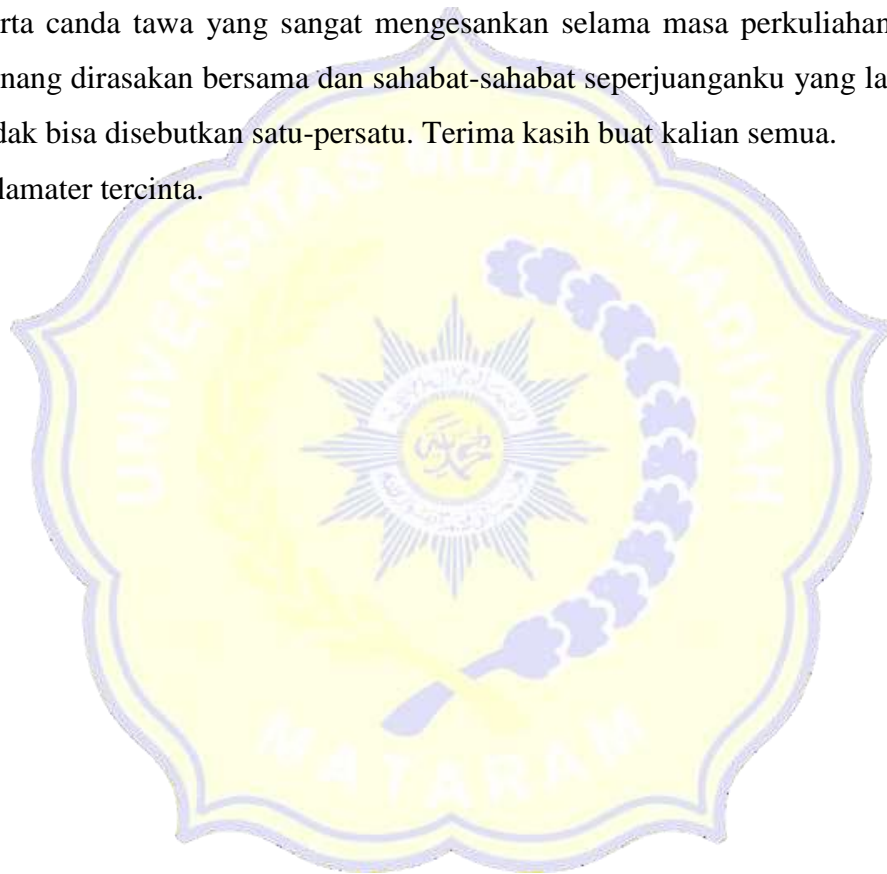 rta canda tawa yang sangat mengesankan selama masa perkuliahan
nang dirasakan bersama dan sahabat-sahabat seperjuanganku yang la
dak bisa disebutkan satu-persatu. Terima kasih buat kalian semua.
lamater tercinta.
UNIVERSITAS MUHAMMADIYAH
MATARAM